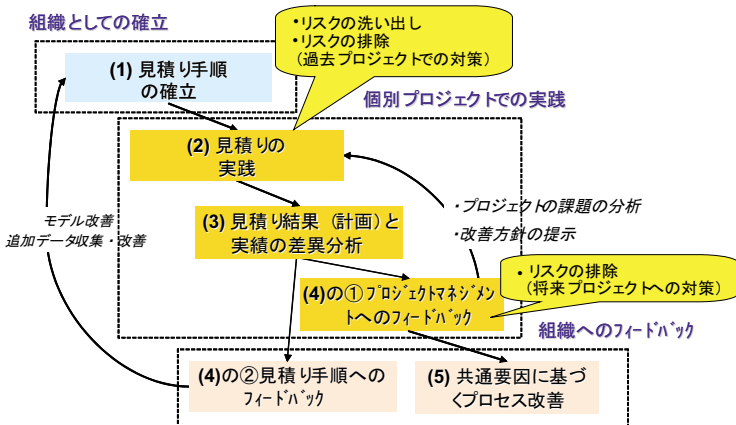 組織としての確立
・リスクの洗い出し
・リスクの排除
(過去プロジェクトでの対策)
(1) 見積り手順
の確立
個別プロジェクトでの実践
(2) 見積りの
実践
(3) 見積り結果（計画）と
実績の差異分析
モデル改善
追加データ収集・改善
・プロジェクトの課題の分析
・改善方針の提示
(4)の①ﾌﾟﾛｼﾞｪｸﾄﾏﾈｼﾞﾒﾝ
ﾄへのﾌｨｰﾄﾞﾊﾞｯｸ
・リスクの排除
(将来プロジェクトへの対策)
組織へのﾌｨｰﾄﾞﾊﾞｯｸ
(4)の②見積り手順への
ﾌｨｰﾄﾞﾊﾞｯｸ
(5) 共通要因に基づ
くプロセス改善